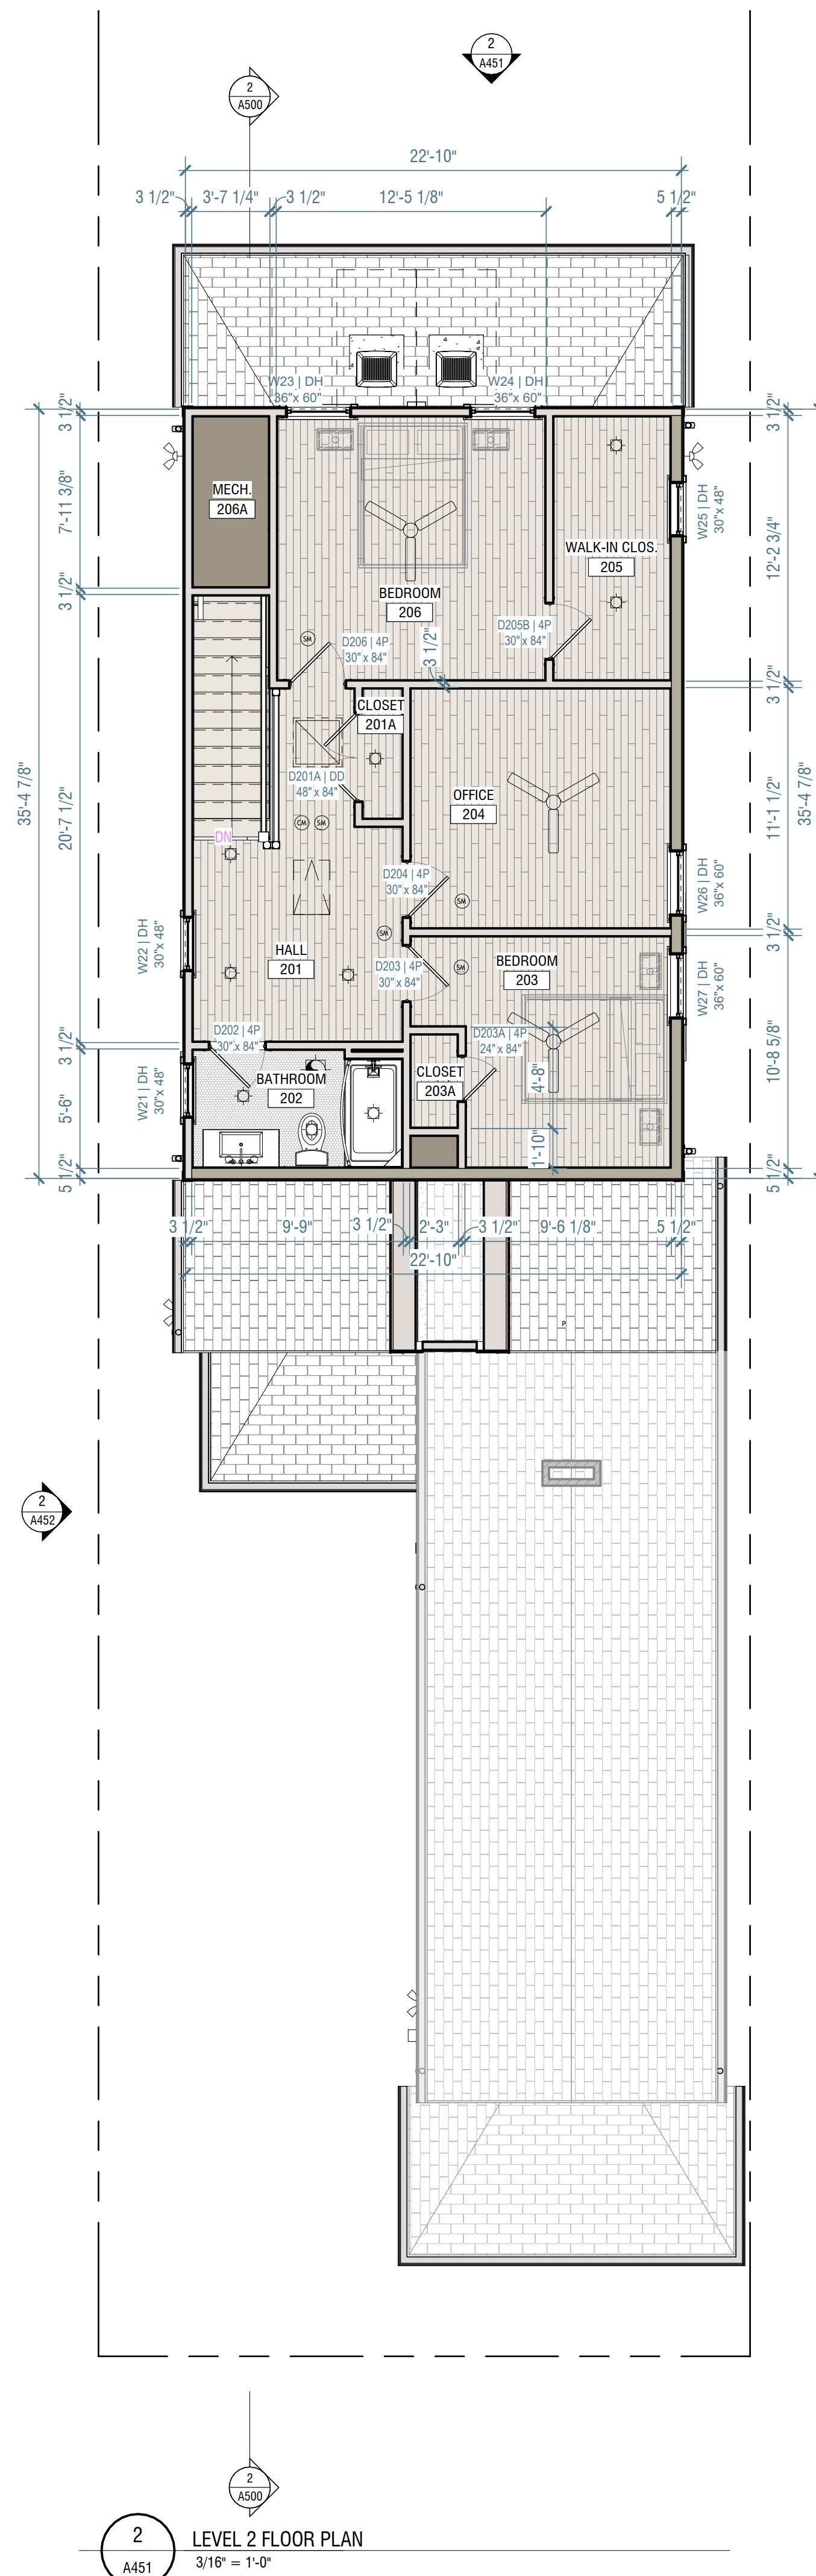 2
A451
2
A500
22'-10"
3 1/2"
3'-7 1/4"
3 1/2"
12'-5 1/8"
5 1/2"
W23 | DH
36"x 60"
W24 | DH
36"x 60"
3 1/2"
7'-11 3/8"
3 1/2"
20'-7 1/2"
35'-4 7/8"
3 1/2"
5'-6"
5 1/2"
3 1/2"
12'-2 3/4"
3 1/2"
11'-1 1/2"
35'-4 7/8"
3 1/2"
10'-8 5/8"
5 1/2"
MECH.
206A
W25 | DH
30"x 48"
WALK-IN CLOS.
205
BEDROOM
206
D205B | 4P
30" x 84"
SM
D206 | 4P
30" x 84"
3 1/2"
CLOSET
201A
D201A | DD
48" x 84"
OFFICE
204
CM
SM
DN
D204 | 4P
30" x 84"
SM
W26 | DH
36"x 60"
SM
W22 | DH
30"x 48"
HALL
201
D203 | 4P
30" x 84"
SM
BEDROOM
203
W27 | DH
36"x 60"
D202 | 4P
30" x 84"
D203A | 4P
24" x 84"
W21 | DH
30"x 48"
BATHROOM
202
CLOSET
203A
4'-8"
1'-10"
3 1/2"
9'-9"
3 1/2"
2'-3"
3 1/2"
9'-6 1/8"
5 1/2"
22'-10"
P
2
A452
2
A500
2
A451
LEVEL 2 FLOOR PLAN
3/16" = 1'-0"